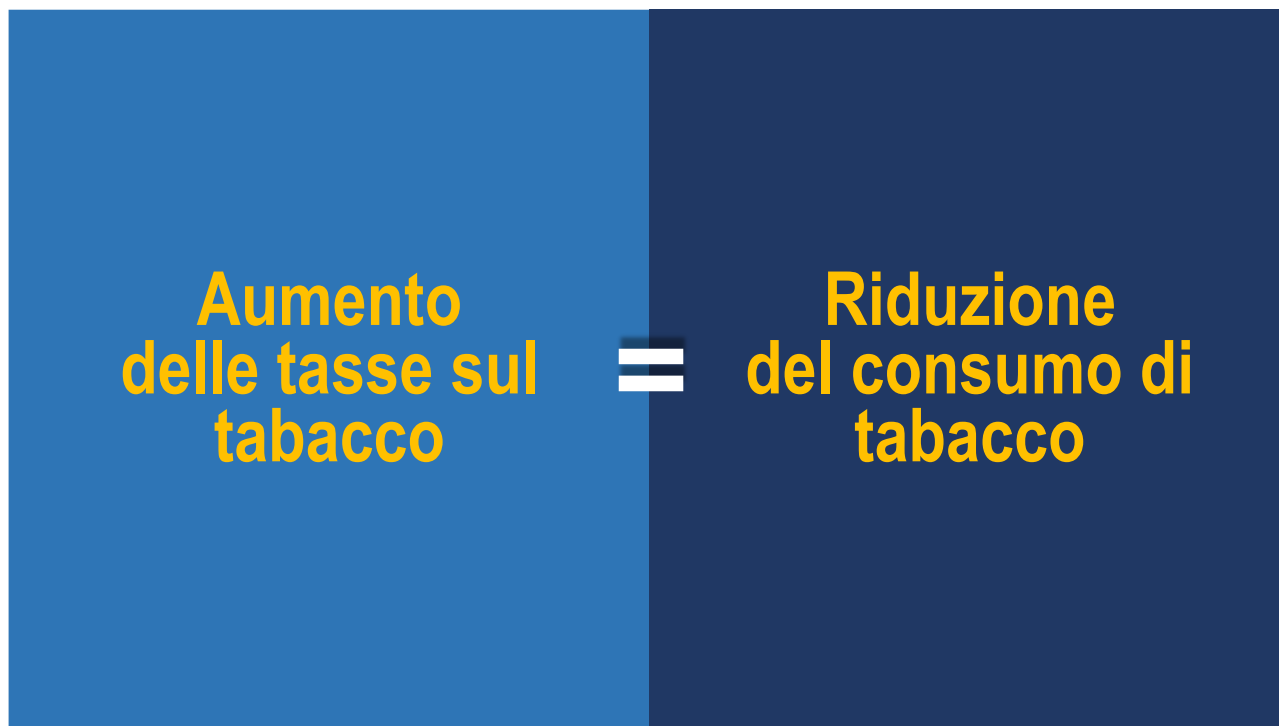 Aumento
delle tasse sul
tabacco
=
Riduzione
del consumo di
tabacco